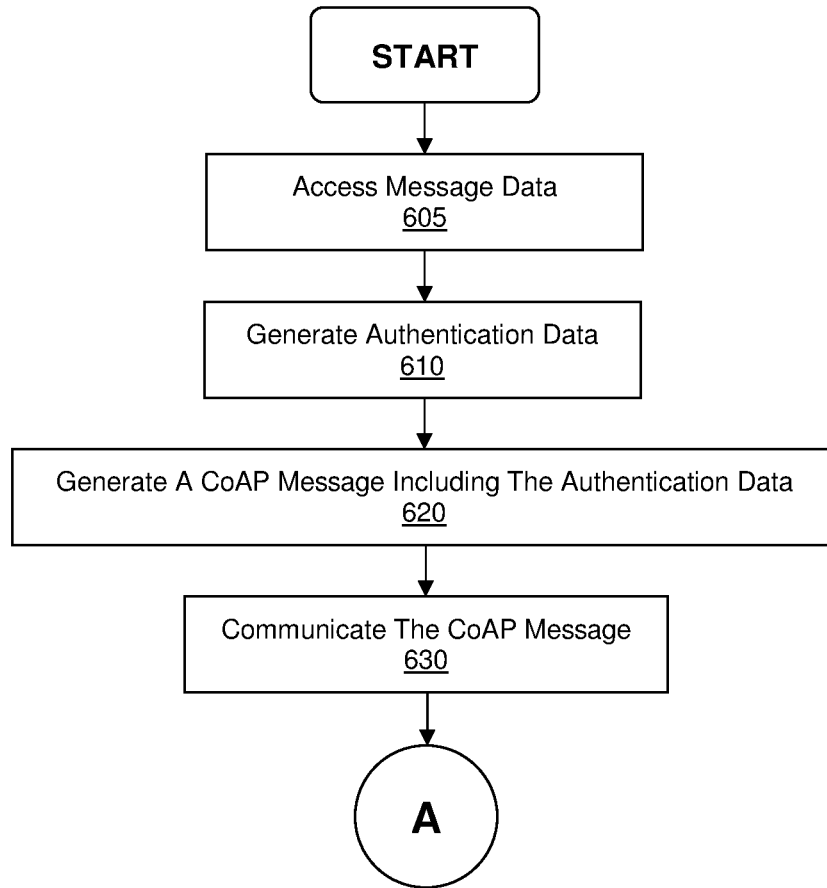 START
Access Message Data
605
Generate Authentication Data
610
Generate A CoAP Message Including The Authentication Data
620
Communicate The CoAP Message
630
A